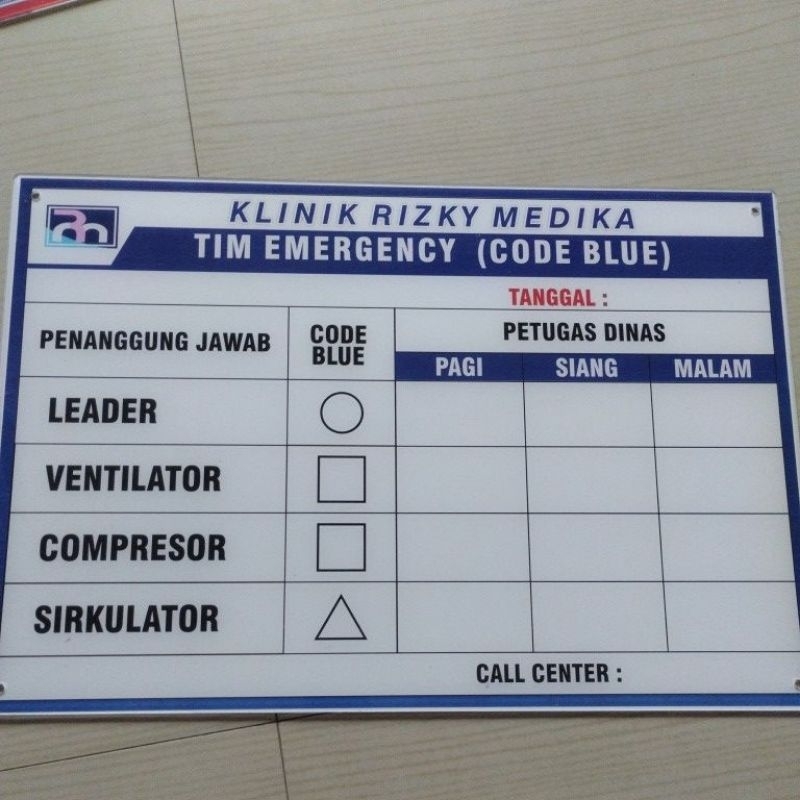 KLINIK RIZKY MEDIKA
TIM EMERGENCY (CODE BLUE)
TANGGAL :
PENANGGUNG JAWAB
CODE
BLUE
PETUGAS DINAS
PAGI SIANG MALAM
LEADER
VENTILATOR
COMPRESOR
SIRKULATOR
CALL CENTER :